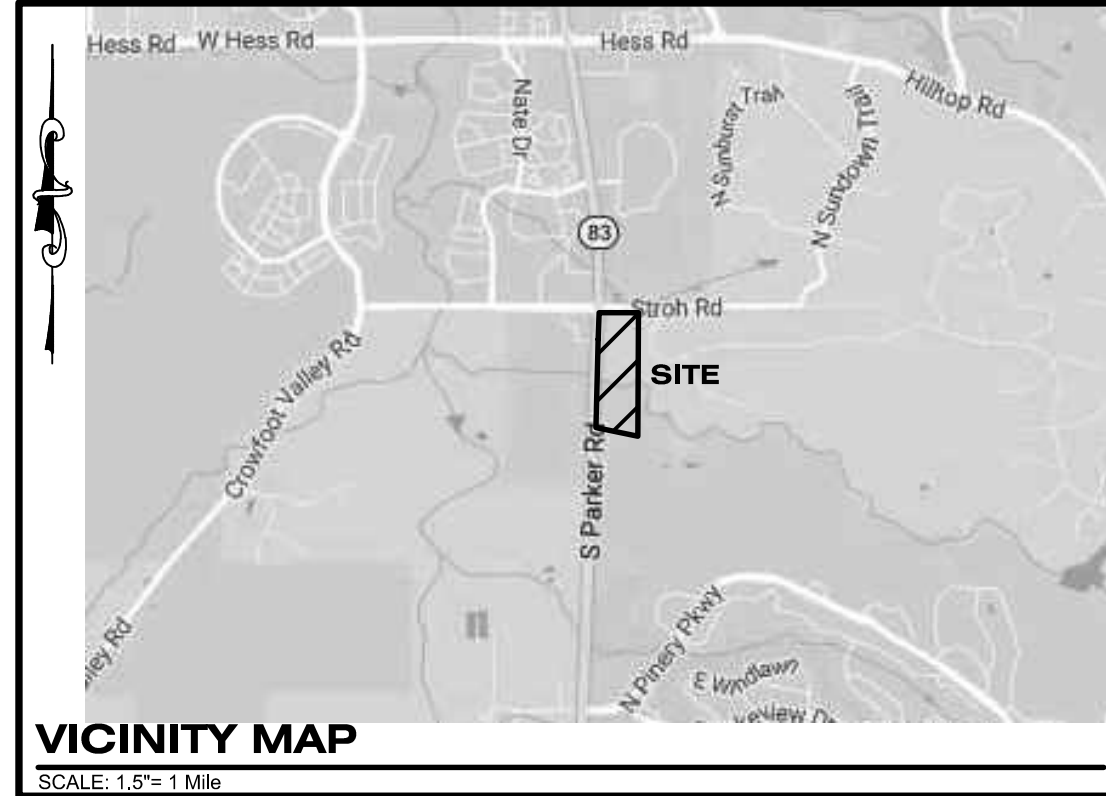 Hess Rd
W Hess Rd
Hess Rd
Hilltop Rd
Nate Dr
N Sunburst Trail
N Sundown Trail
83
Stroh Rd
SITE
Crowfoot Valley Rd
S Parker Rd
N Pinery Pkwy
E Windlawn
Rd
VICINITY MAP
SCALE: 1.5"= 1 Mile